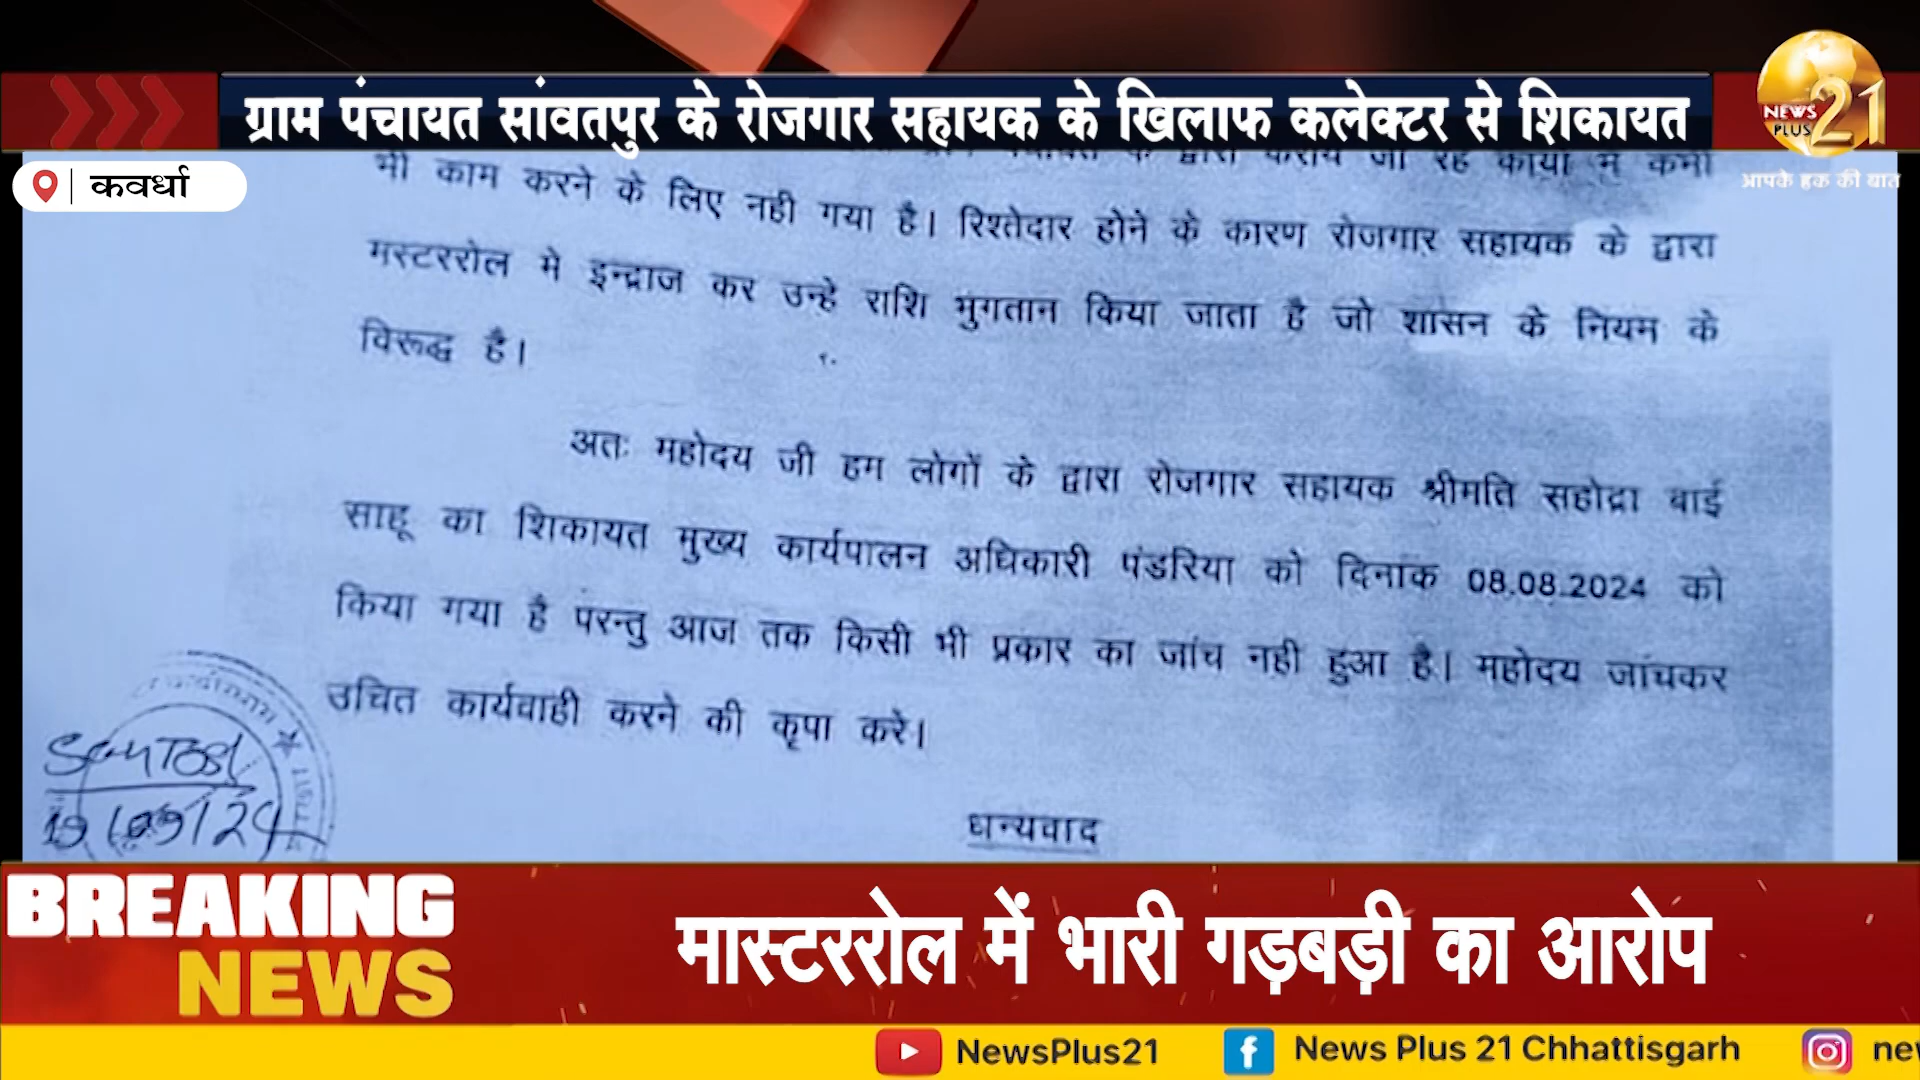 ग्राम पंचायत सांवतपुर के रोजगार सहायक के खिलाफ कलेक्टर से शिकायत
NEWS PLUS 21
आपके हक की बात
कवर्धा
के द्वारा कराये जा रहे कार्यो मे कभी
भी काम करने के लिए नही गया है। रिश्तेदार होने के कारण रोजगार सहायक के द्वारा
मस्टररोल मे इन्द्राज कर उन्हे राशि भुगतान किया जाता है जो शासन के नियम के
विरूद्ध है।
अतः महोदय जी हम लोगों के द्वारा रोजगार सहायक श्रीमति सहोद्रा बाई
साहू का शिकायत मुख्य कार्यपालन अधिकारी पंडरिया को दिनांक 08.08.2024 को
किया गया है परन्तु आज तक किसी भी प्रकार का जांच नही हुआ है। महोदय जांचकर
उचित कार्यवाही करने की कृपा करे।
धन्यवाद
BREAKING
NEWS
मास्टररोल में भारी गड़बड़ी का आरोप
NewsPlus21
News Plus 21 Chhattisgarh